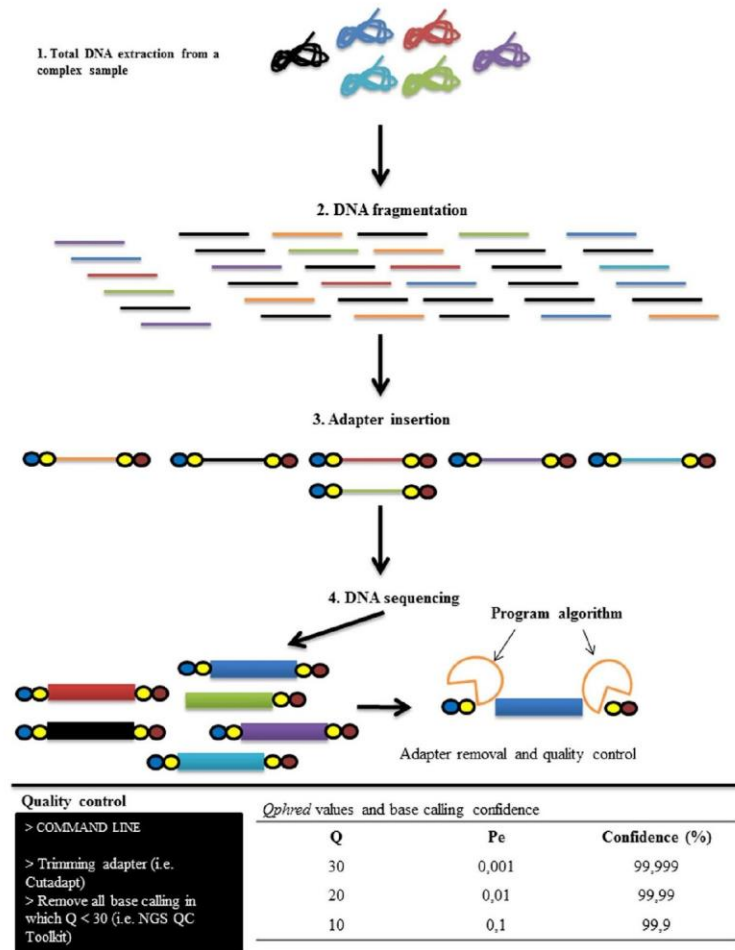 1. Total DNA extraction from a
complex sample
2. DNA fragmentation
3. Adapter insertion
4. DNA sequencing
Program algorithm
Adapter removal and quality control
Quality control
> COMMAND LINE
> Trimming adapter (i.e.
Cutadapt)
> Remove all base calling in
which Q < 30 (i.e. NGS QC
Toolkit)
Qphred values and base calling confidence
Q Pe Confidence (%)
30 0,001 99,999
20 0,01 99,99
10 0,1 99,9